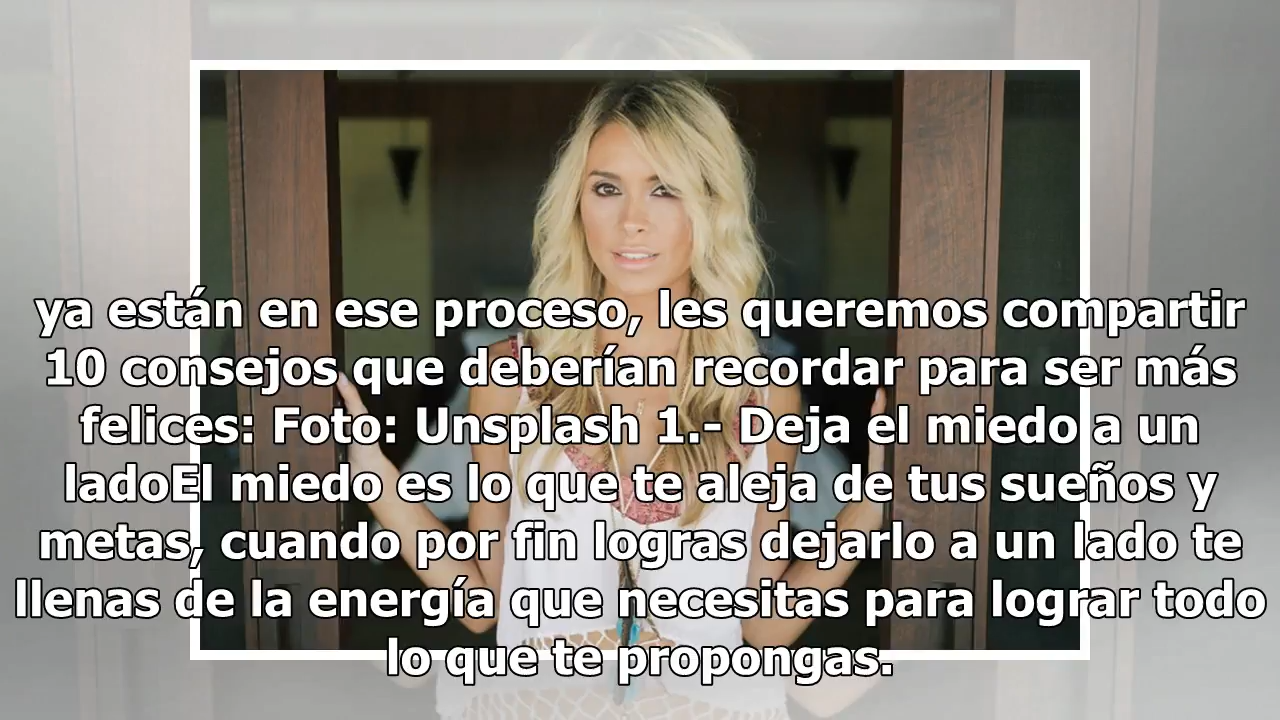 ya están en ese proceso, les queremos compartir
10 consejos que deberían recordar para ser más
felices: Foto: Unsplash 1.- Deja el miedo a un
ladoEl miedo es lo que te aleja de tus sueños y
metas, cuando por fin logras dejarlo a un lado te
llenas de la energía que necesitas para lograr todo
lo que te propongas.